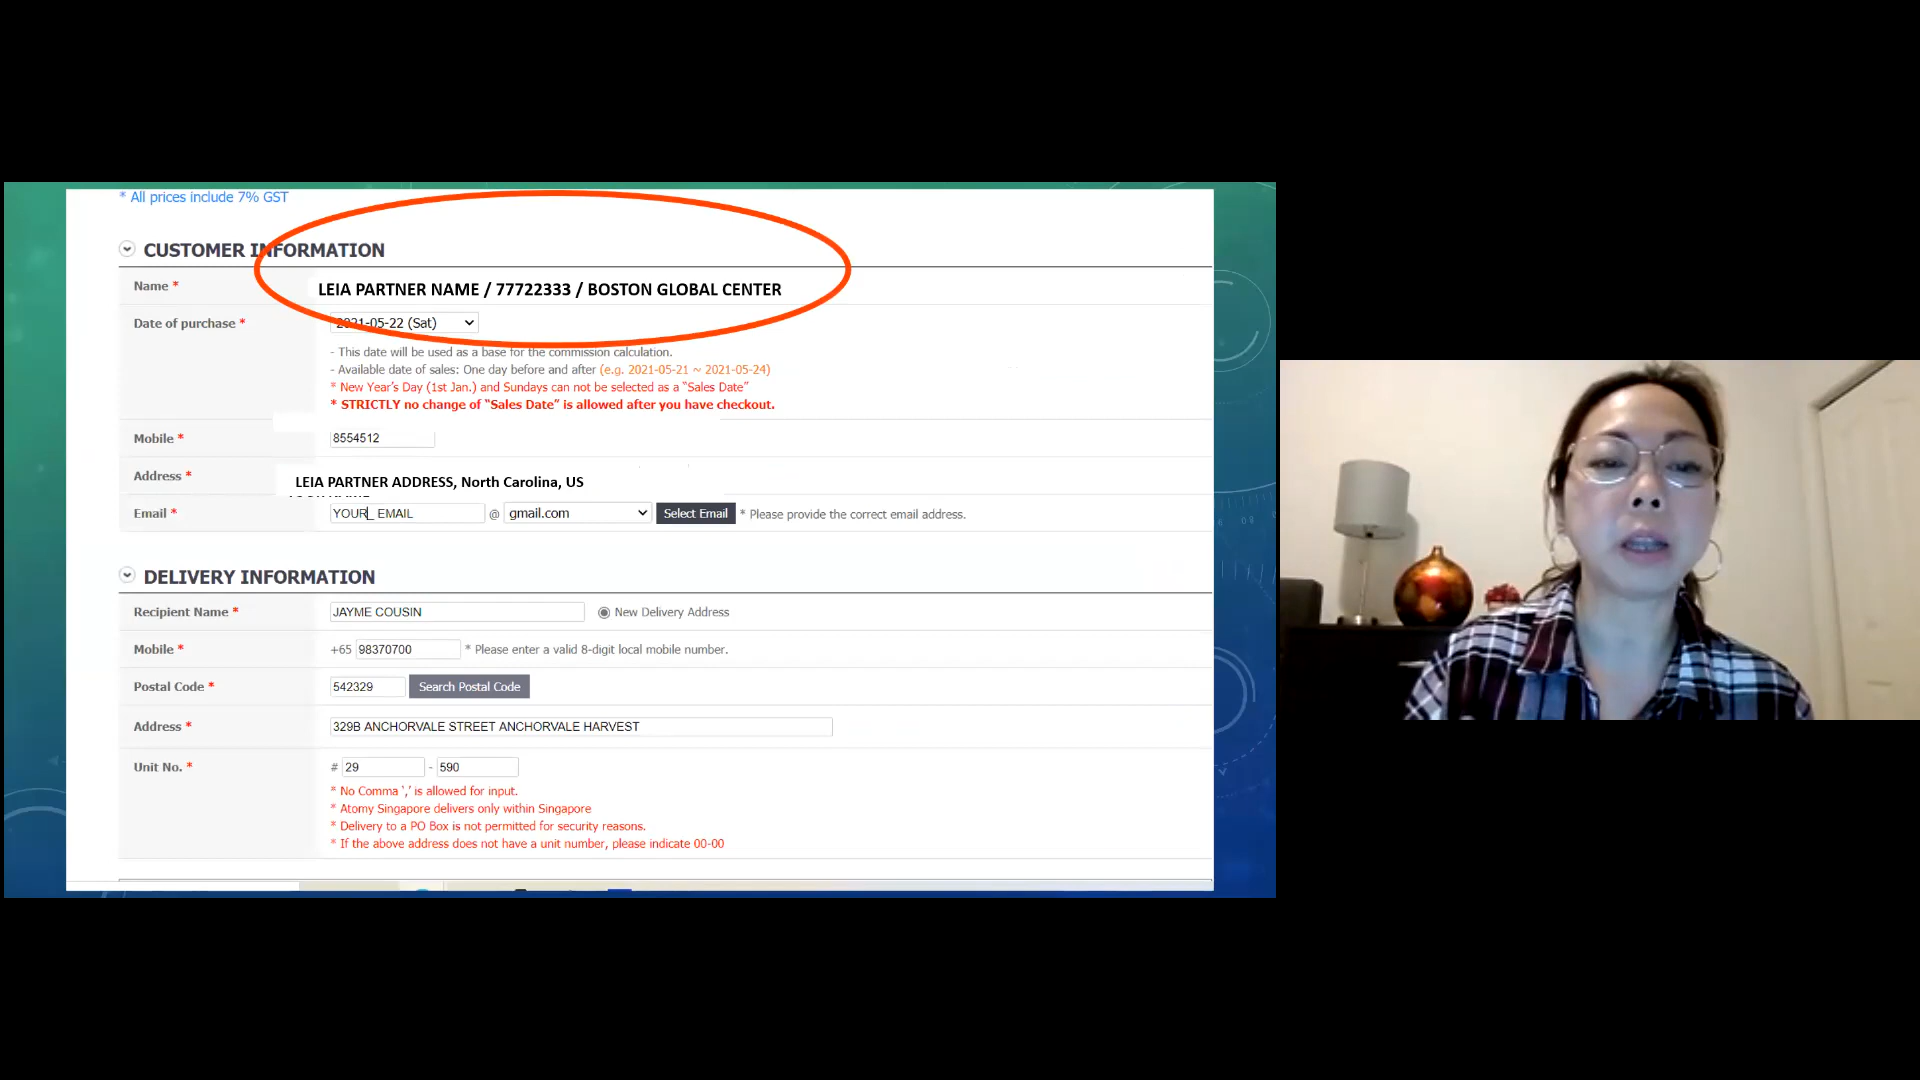 * All prices include 7% GST
CUSTOMER INFORMATION
Name * LEIA PARTNER NAME / 77722333 / BOSTON GLOBAL CENTER
Date of purchase * 2021-05-22 (Sat)
- This date will be used as a base for the commission calculation.
- Available date of sales: One day before and after (e.g. 2021-05-21 ~ 2021-05-24)
* New Year's Day (1st Jan.) and Sundays can not be selected as a "Sales Date"
* STRICTLY no change of "Sales Date" is allowed after you have checkout.
Mobile * 8554512
Address * LEIA PARTNER ADDRESS, North Carolina, US
Email * YOUR_ EMAIL @ gmail.com Select Email * Please provide the correct email address.
DELIVERY INFORMATION
Recipient Name * JAYME COUSIN New Delivery Address
Mobile * +65 98370700 * Please enter a valid 8-digit local mobile number.
Postal Code * 542329 Search Postal Code
Address * 329B ANCHORVALE STREET ANCHORVALE HARVEST
Unit No. * # 29 - 590
* No Comma ',' is allowed for input.
* Atomy Singapore delivers only within Singapore
* Delivery to a PO Box is not permitted for security reasons.
* If the above address does not have a unit number, please indicate 00-00